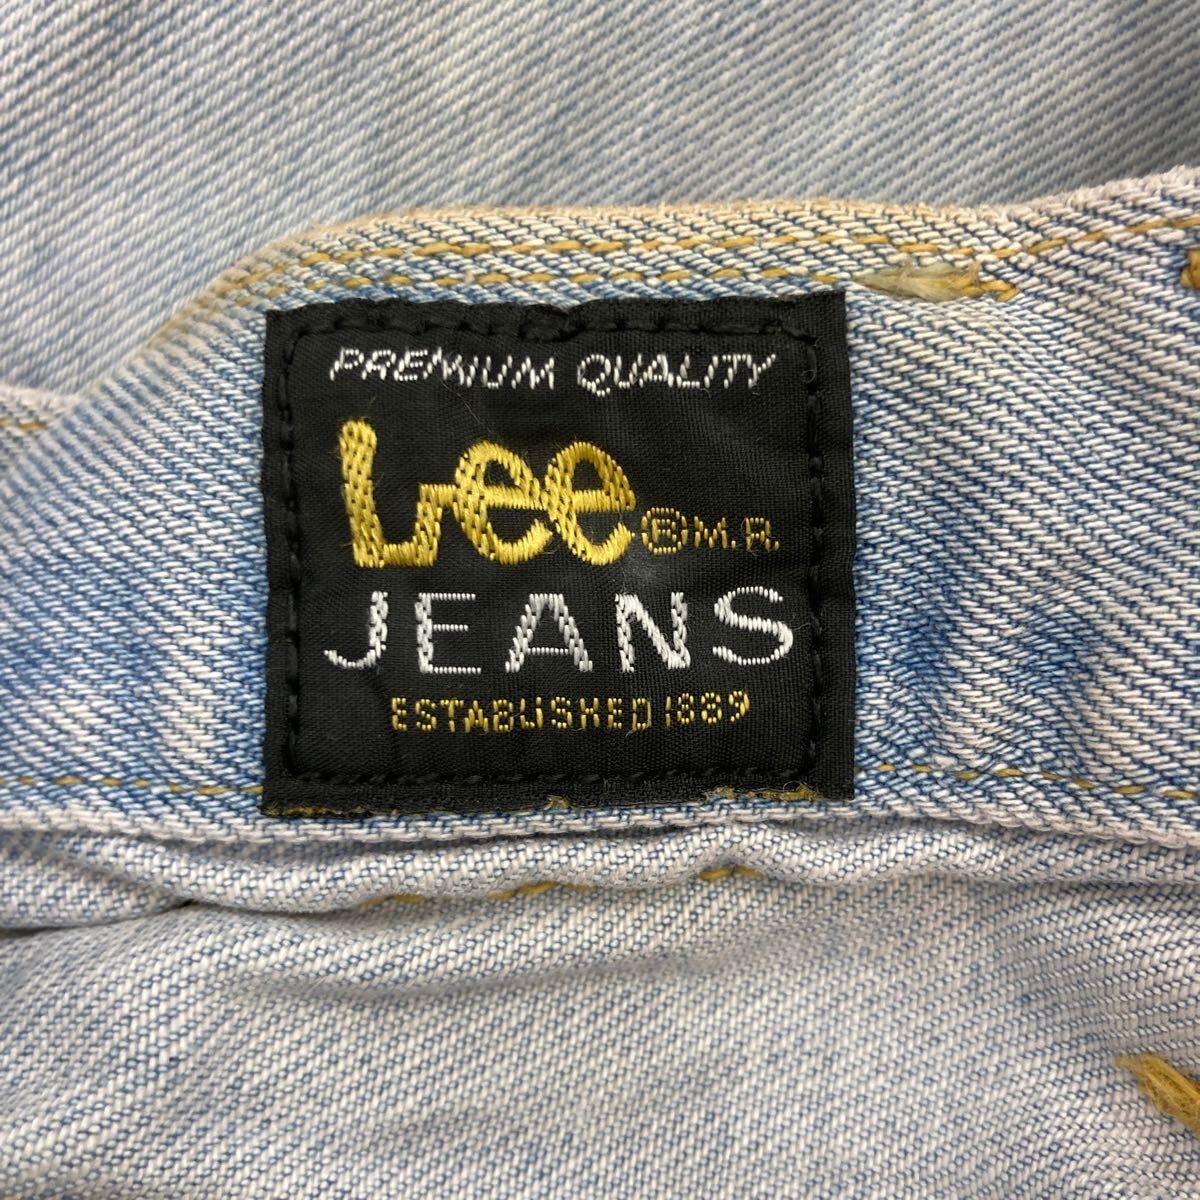 PREMIUM QUALITY
Lee ® M.R.
JEANS
ESTABLISHED 1889